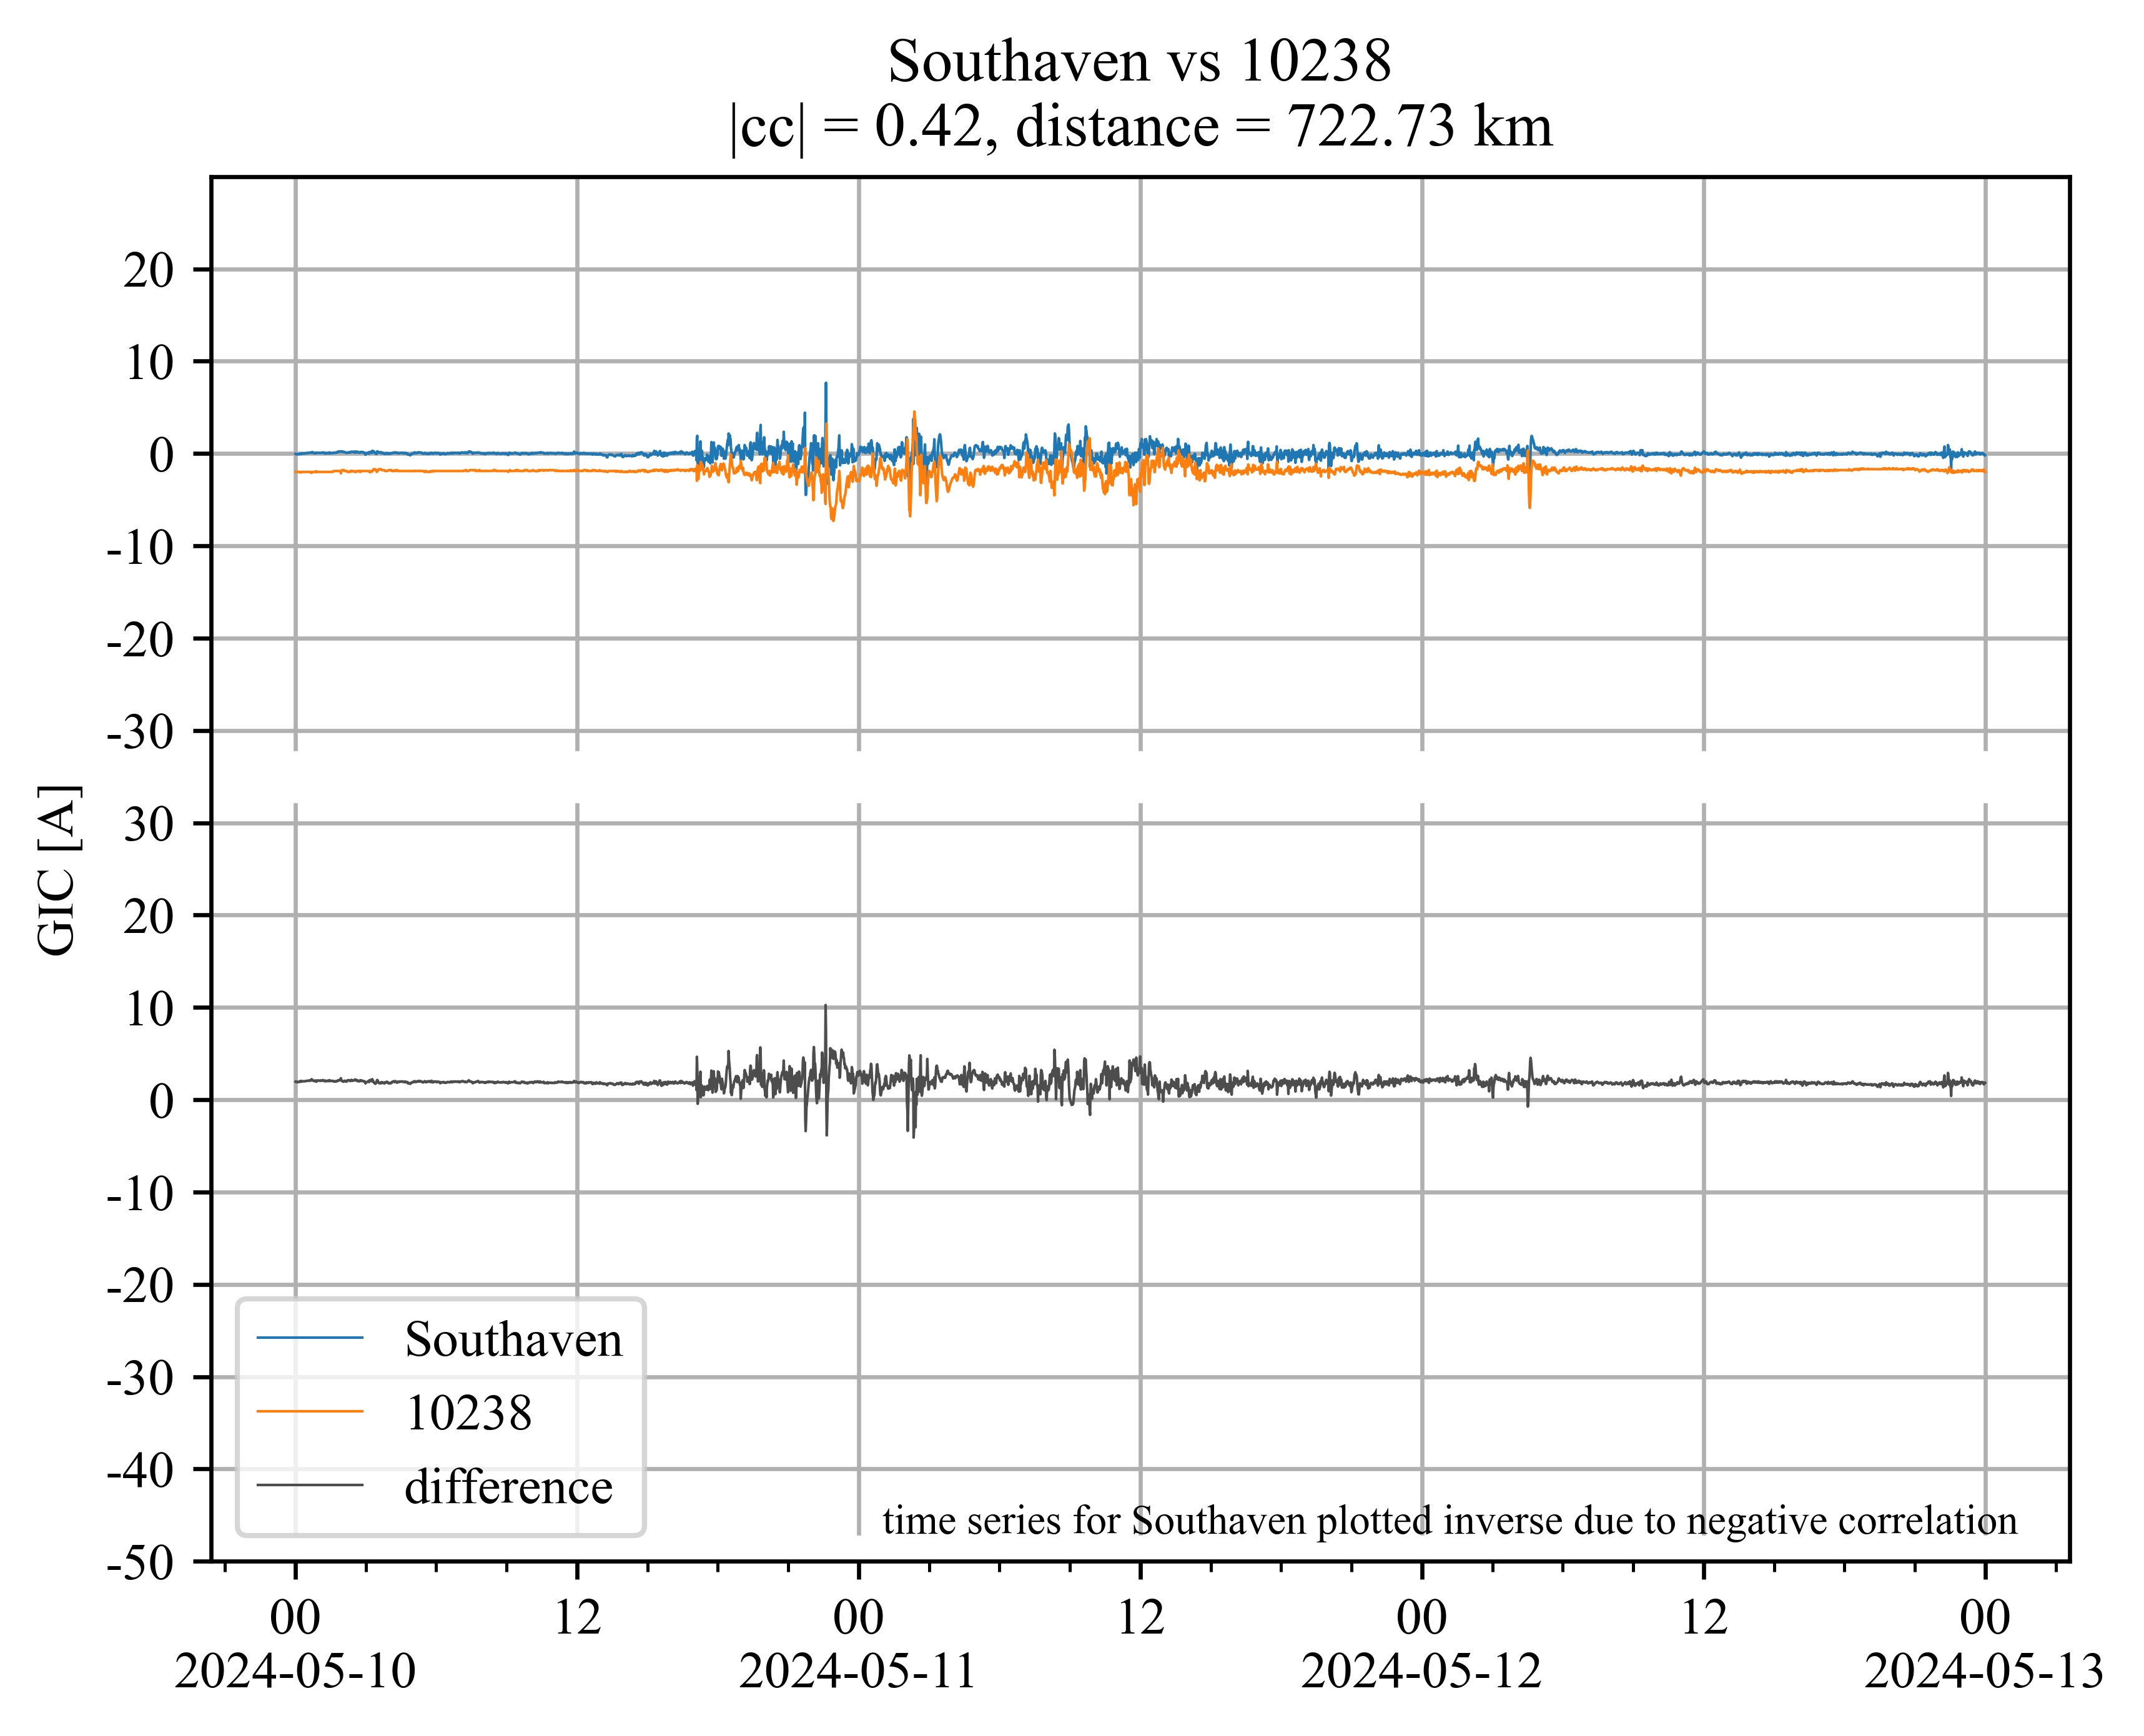 Southaven vs 10238
|cc| = 0.42, distance = 722.73 km
GIC [A]
20
10
0
-10
-20
-30
30
20
10
0
-10
-20
-30
-40
-50
Southaven
10238
difference
time series for Southaven plotted inverse due to negative correlation
00 12 00 12 00 12 00
2024-05-10 2024-05-11 2024-05-12 2024-05-13